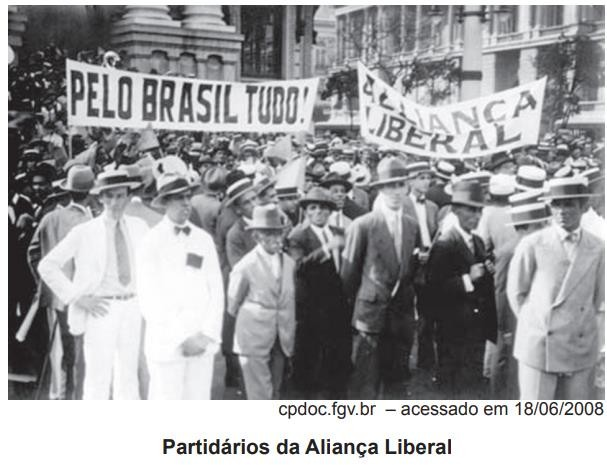 PELO BRASIL TUDO!
ALIANÇA
LIBERAL
cpdoc.fgv.br – acessado em 18/06/2008
Partidários da Aliança Liberal